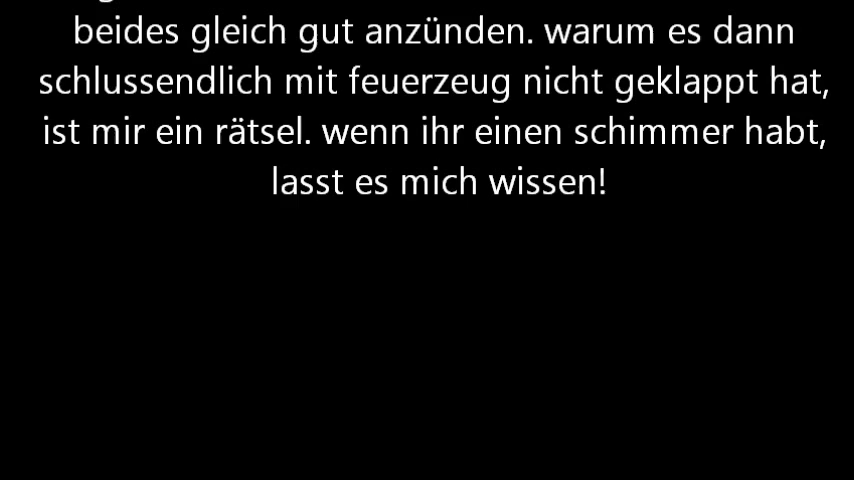 beides gleich gut anzünden. warum es dann
schlussendlich mit feuerzeug nicht geklappt hat,
ist mir ein rätsel. wenn ihr einen schimmer habt,
lasst es mich wissen!